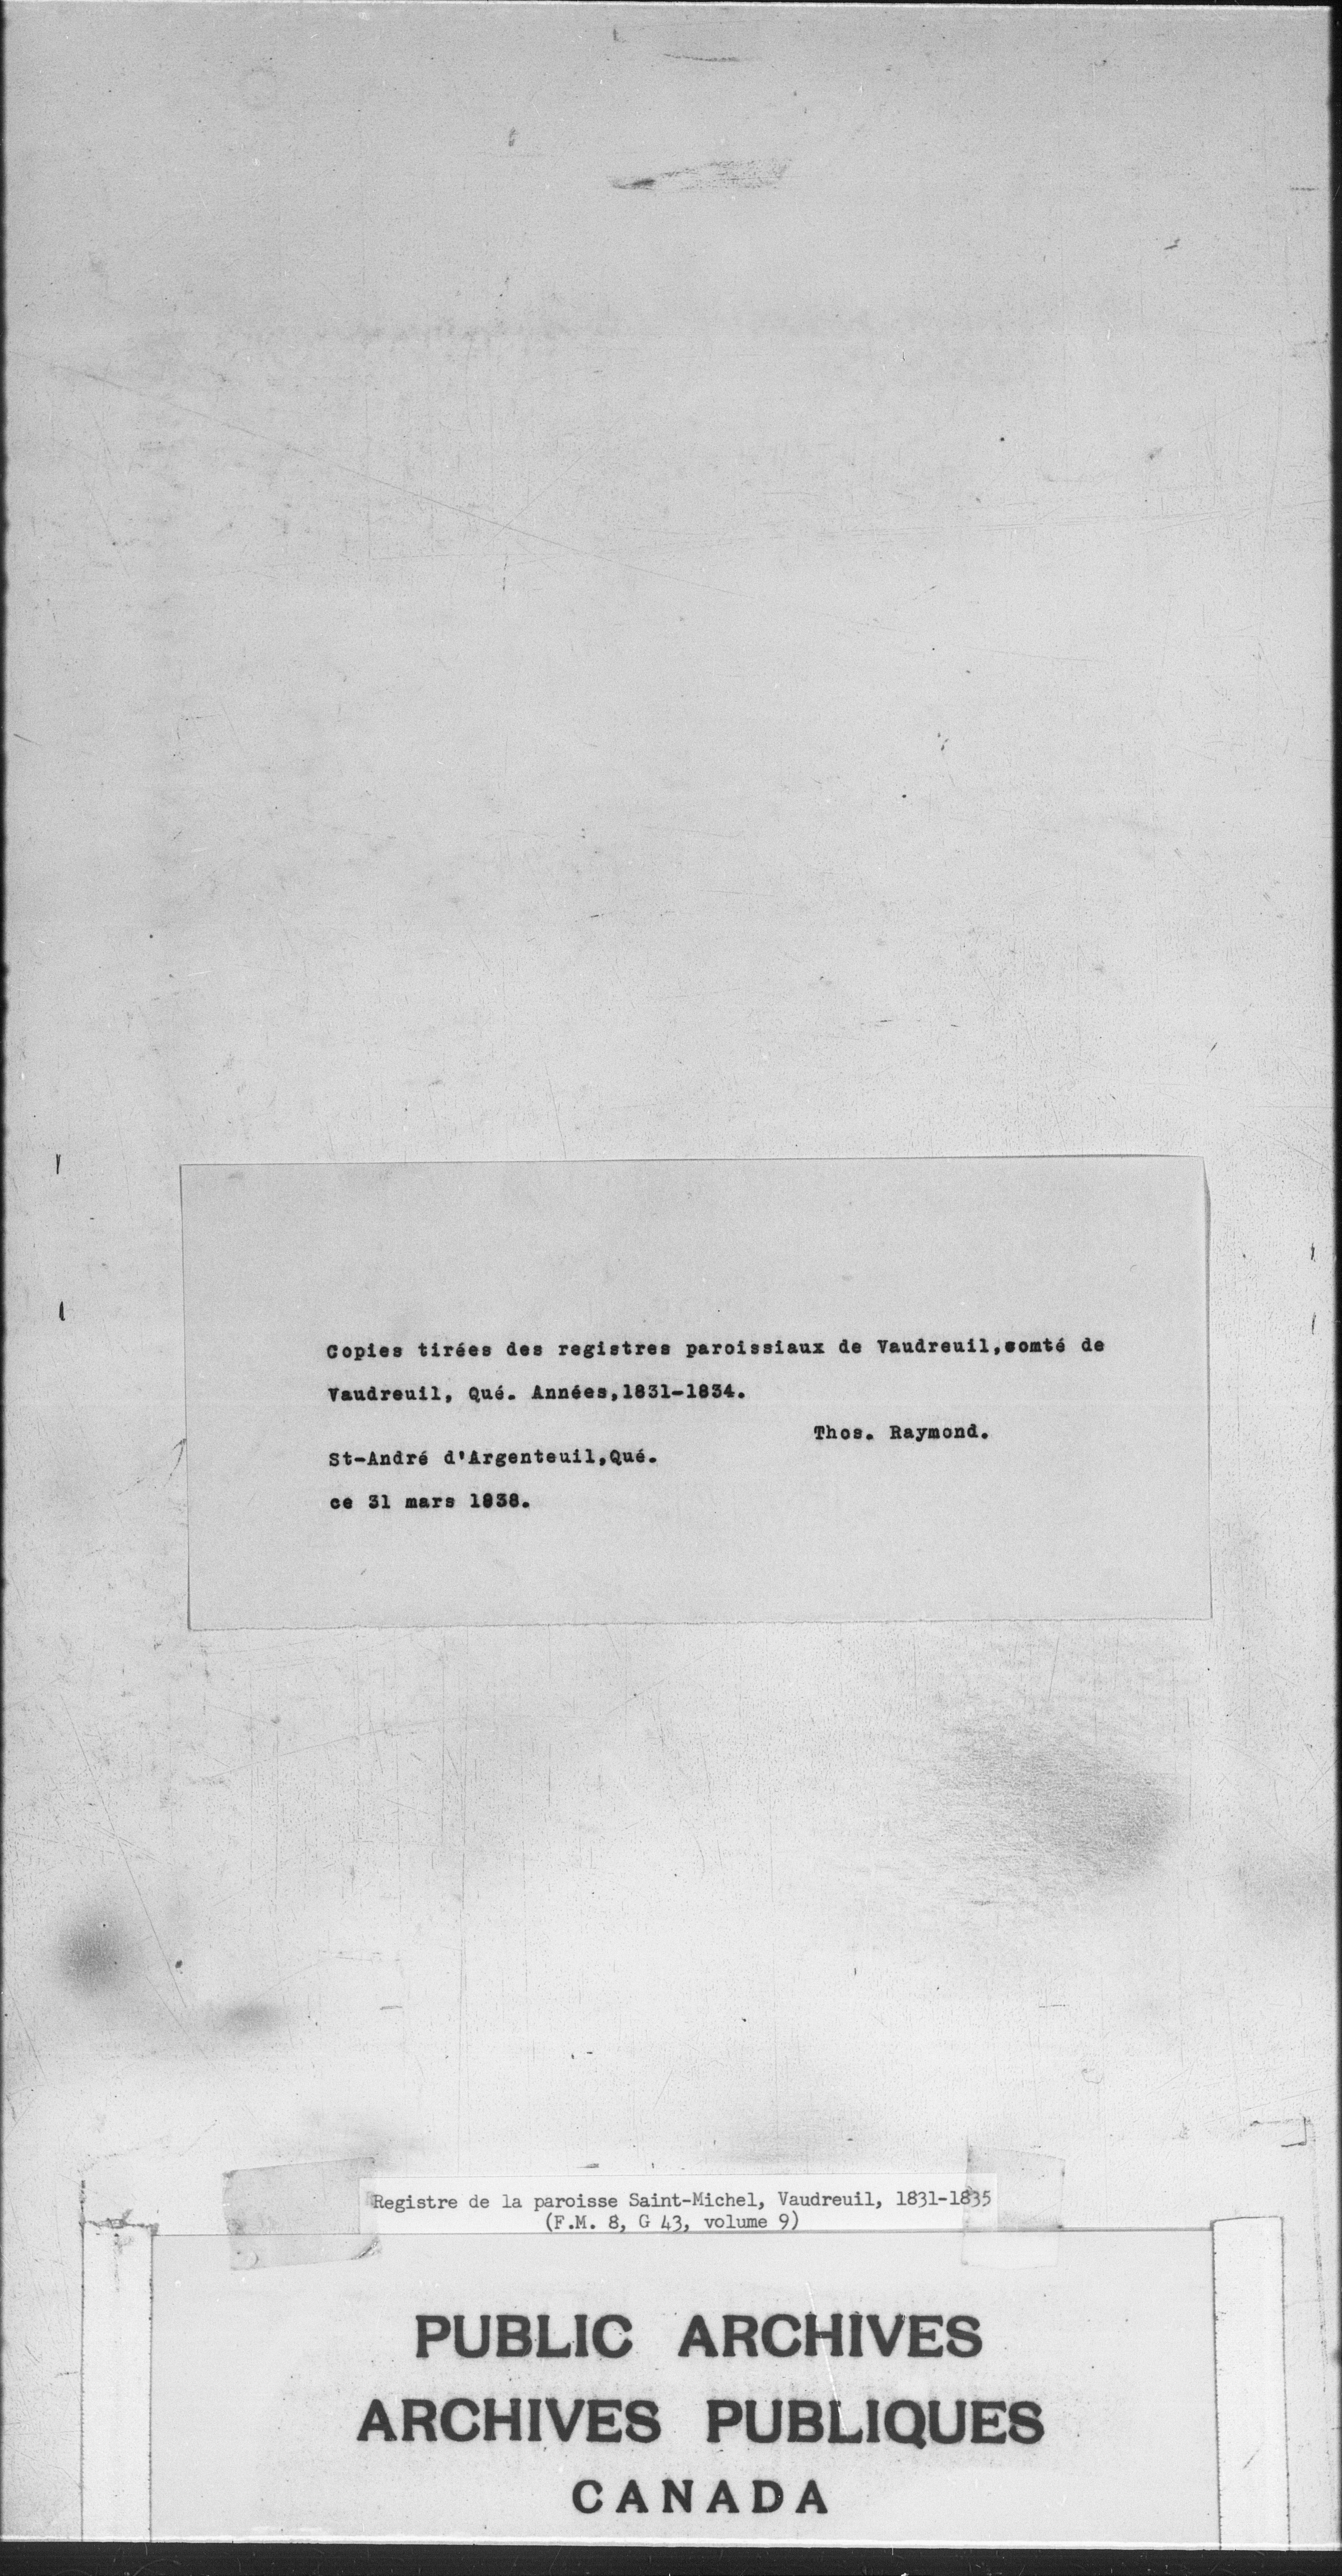 Copies tirées des registres paroissiaux de Vaudreuil,comté de
Vaudreuil, Qué. Années,1831-1834.
Thos. Raymond.
St-André d'Argenteuil,Qué.
ce 31 mars 1938.
Registre de la paroisse Saint-Michel, Vaudreuil, 1831-1835
(F.M. 8, G 43, volume 9)
PUBLIC ARCHIVES
ARCHIVES PUBLIQUES
CANADA